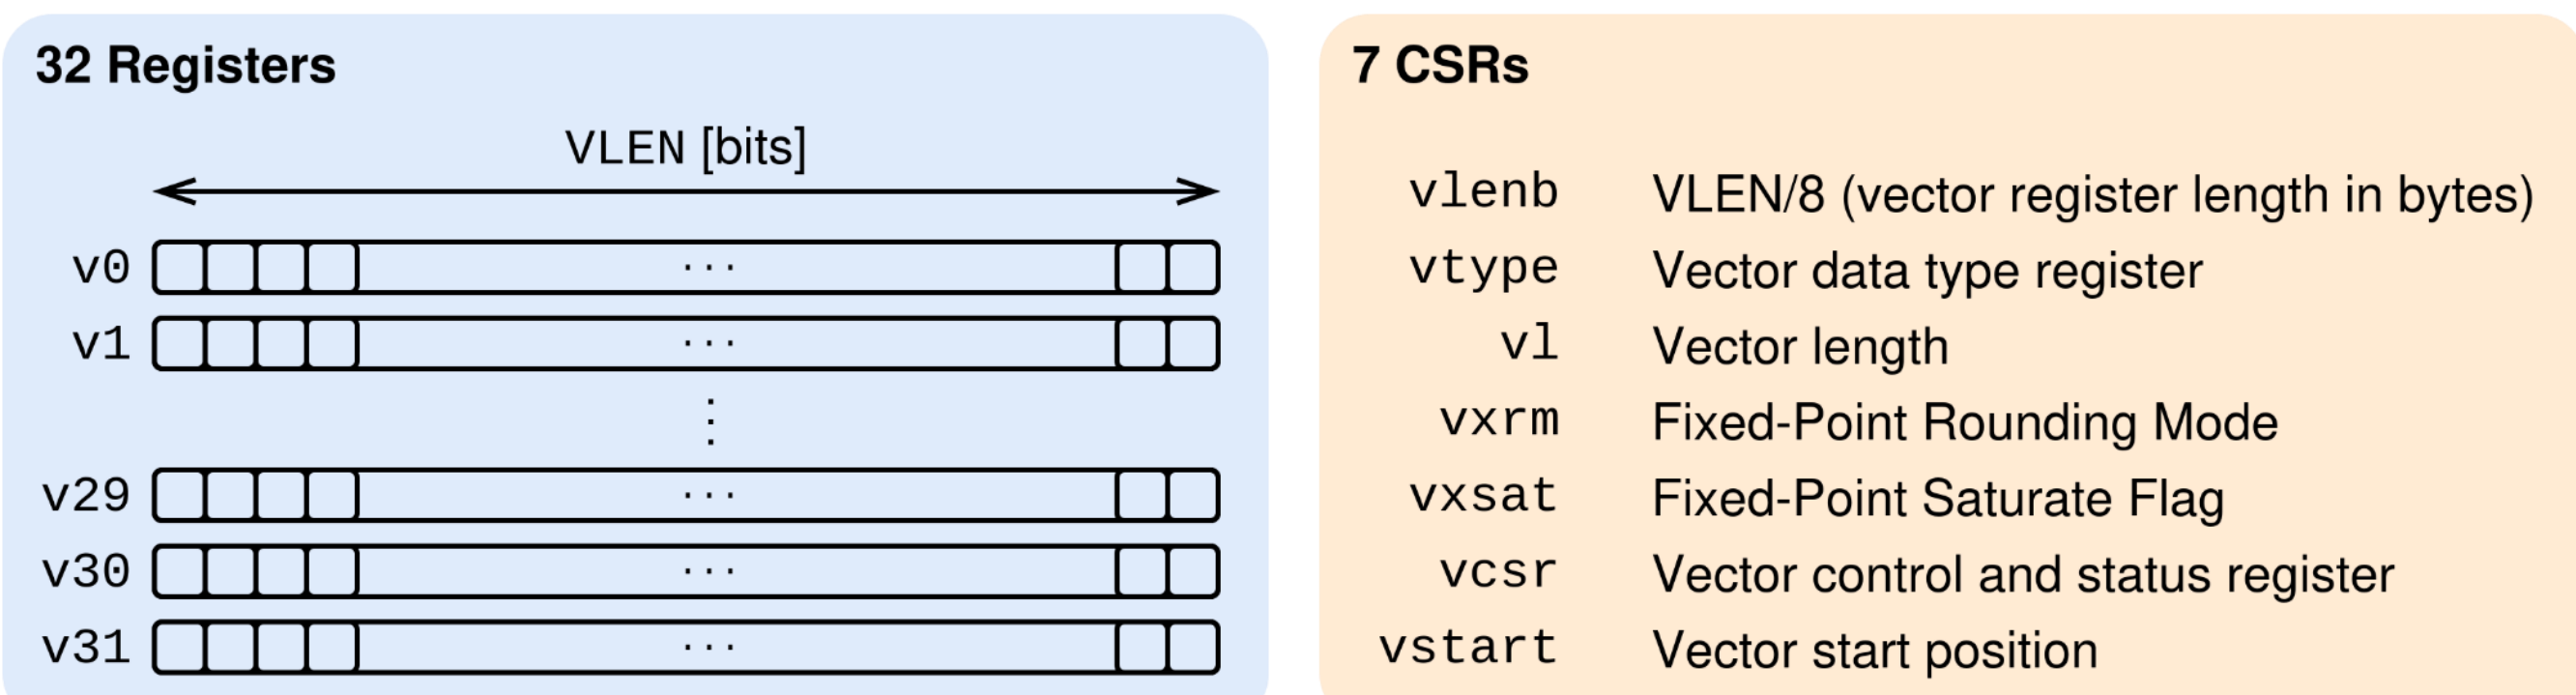 32 Registers
VLEN [bits]
v0 ...
v1 ...
⋮
v29 ...
v30 ...
v31 ...
7 CSRs
vlenb VLEN/8 (vector register length in bytes)
vtype Vector data type register
vl Vector length
vxrm Fixed-Point Rounding Mode
vxsat Fixed-Point Saturate Flag
vcsr Vector control and status register
vstart Vector start position